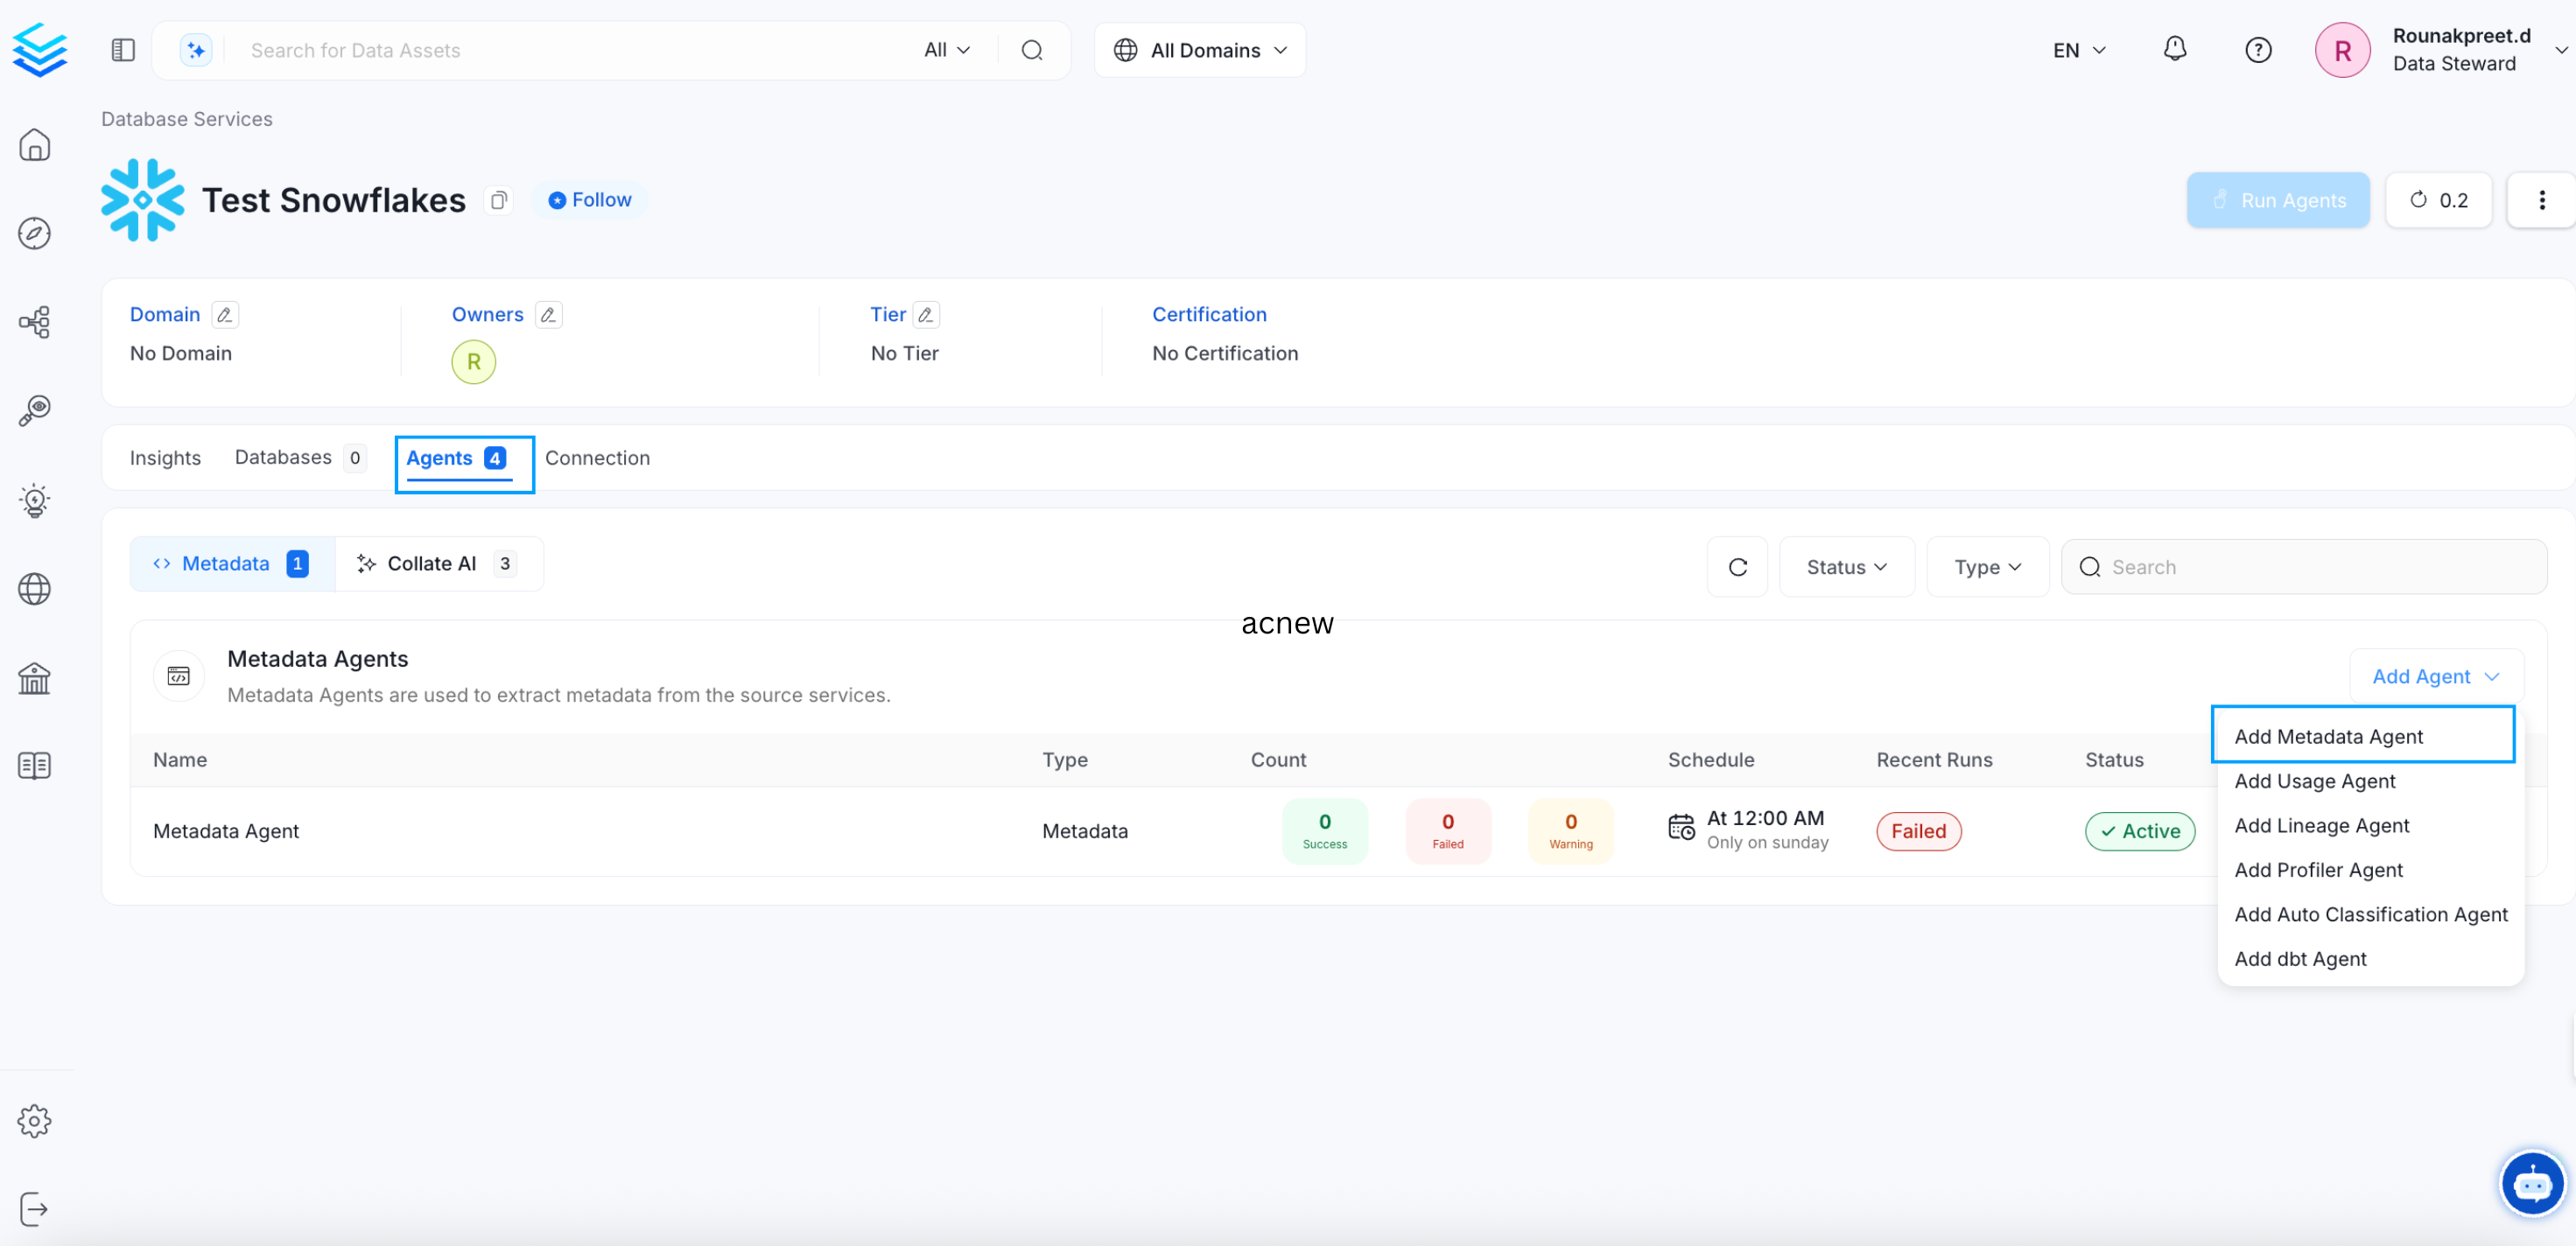 Search for Data Assets
All
All Domains
EN
?
R
Rounakpreet.d
Data Steward
Database Services
Test Snowflakes
Follow
Run Agents
0.2
Domain
Owners
Tier
Certification
No Domain
R
No Tier
No Certification
Insights
Databases 0
Agents 4
Connection
Metadata 1
Collate AI 3
Status
Type
Search
acnew
Metadata Agents
Metadata Agents are used to extract metadata from the source services.
Add Agent
Add Metadata Agent
Add Usage Agent
Add Lineage Agent
Add Profiler Agent
Add Auto Classification Agent
Add dbt Agent
Name
Type
Count
Schedule
Recent Runs
Status
Metadata Agent
Metadata
0
Success
0
Failed
0
Warning
At 12:00 AM
Only on sunday
Failed
Active